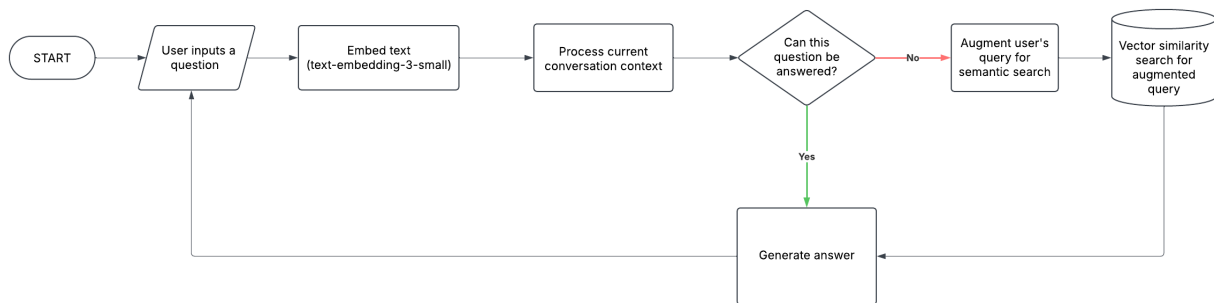 START
User inputs a
question
Embed text
(text-embedding-3-small)
Process current
conversation context
Can this
question be
answered?
No
Augment user's
query for
semantic search
Vector similarity
search for
augmented
query
Yes
Generate answer